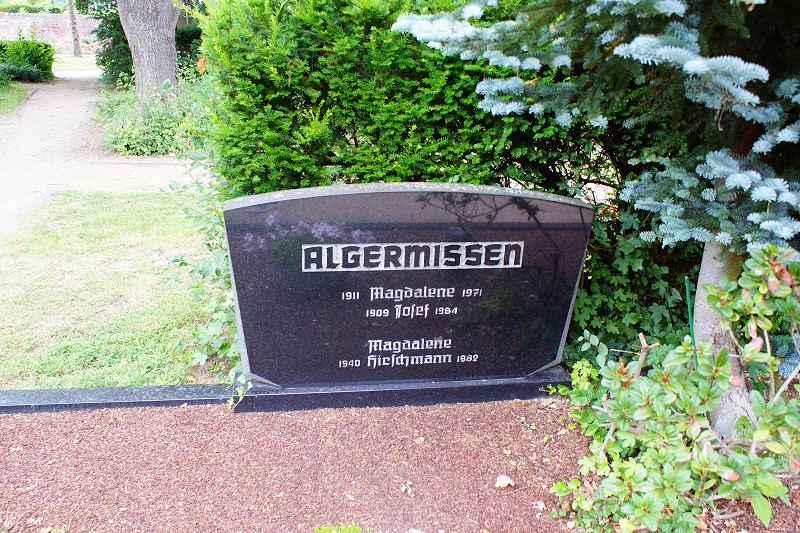 ALGERMISSEN
1911 Magdalene 1971
1909 Josef 1984
Magdalene
1940 Hirschmann 1982